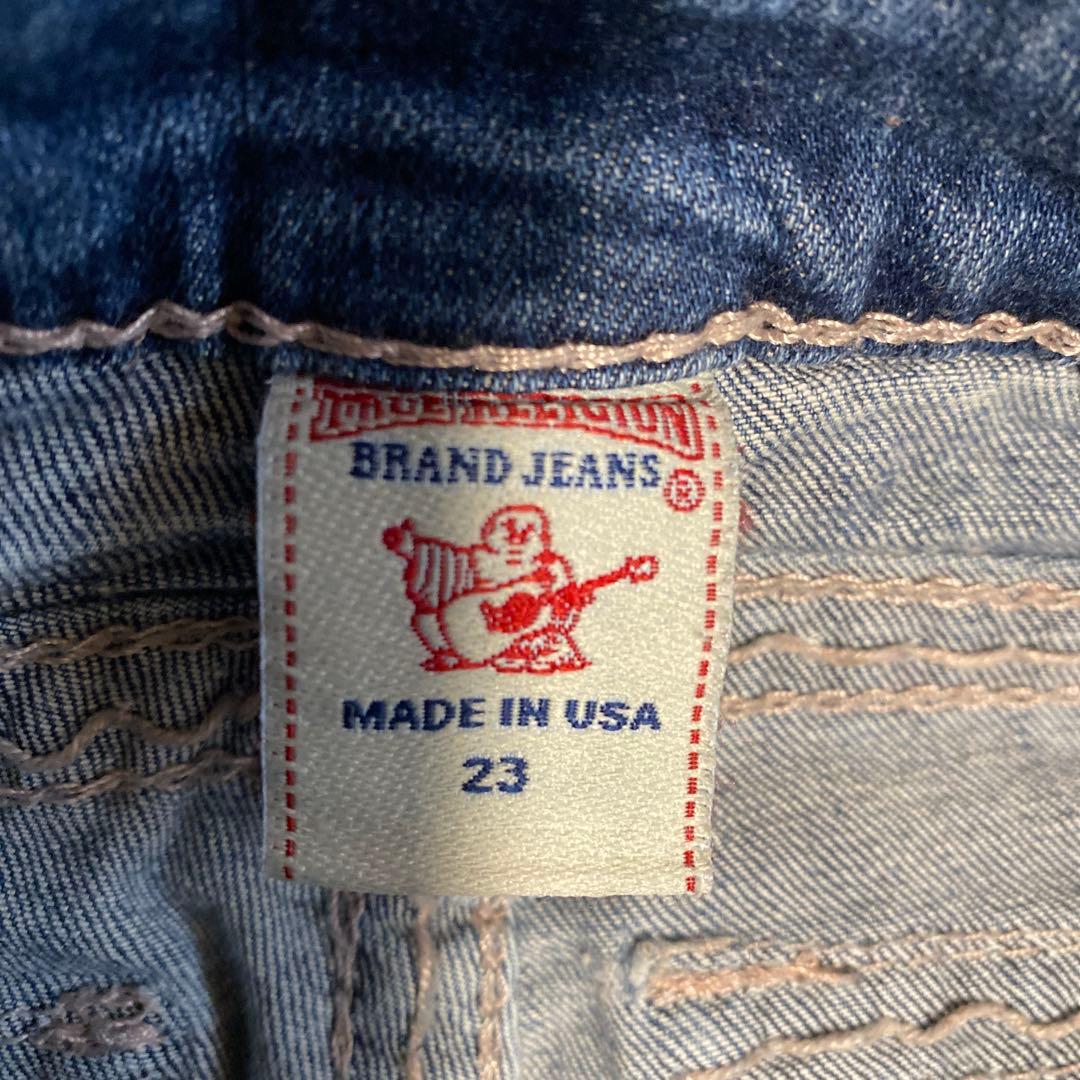 TRUE RELIGION
BRAND JEANS
®
MADE IN USA
23